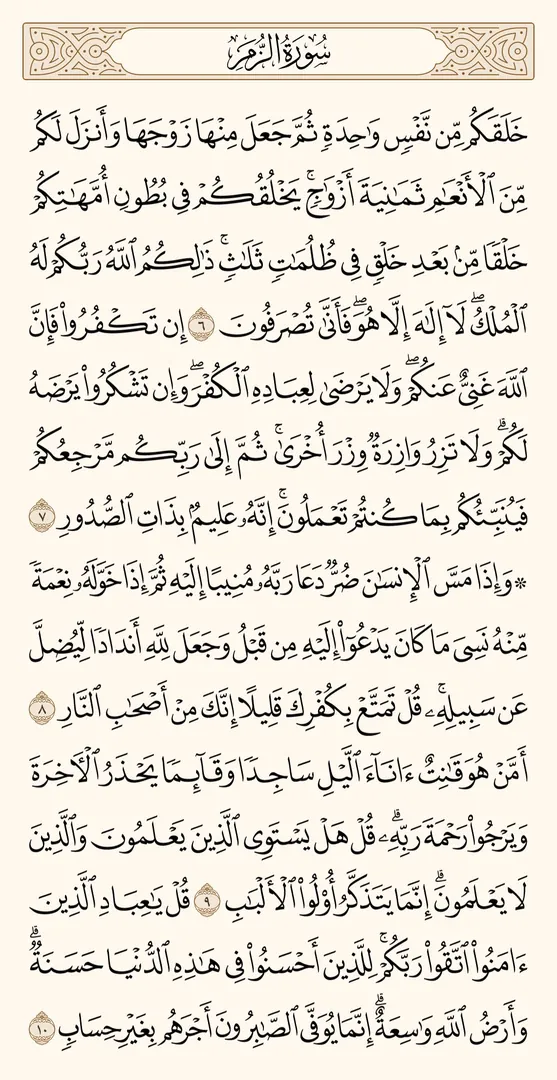 سُورَةُ الزُّمَرِ
خَلَقَكُم مِّن نَّفۡسٖ وَٰحِدَةٖ ثُمَّ جَعَلَ مِنۡهَا زَوۡجَهَا وَأَنزَلَ لَكُم
مِّنَ ٱلۡأَنۡعَٰمِ ثَمَٰنِيَةَ أَزۡوَٰجٖۚ يَخۡلُقُكُمۡ فِي بُطُونِ أُمَّهَٰتِكُمۡ
خَلۡقٗا مِّنۢ بَعۡدِ خَلۡقٖ فِي ظُلُمَٰتٖ ثَلَٰثٖۚ ذَٰلِكُمُ ٱللَّهُ رَبُّكُمۡ لَهُ
ٱلۡمُلۡكُۖ لَآ إِلَٰهَ إِلَّا هُوَۖ فَأَنَّىٰ تُصۡرَفُونَ ٦ إِن تَكۡفُرُواْ فَإِنَّ
ٱللَّهَ غَنِيٌّ عَنكُمۡۖ وَلَا يَرۡضَىٰ لِعِبَادِهِ ٱلۡكُفۡرَۖ وَإِن تَشۡكُرُواْ يَرۡضَهُ
لَكُمۡۗ وَلَا تَزِرُ وَازِرَةٞ وِزۡرَ أُخۡرَىٰۚ ثُمَّ إِلَىٰ رَبِّكُم مَّرۡجِعُكُمۡ
فَيُنَبِّئُكُم بِمَا كُنتُمۡ تَعۡمَلُونَۚ إِنَّهُۥ عَلِيمُۢ بِذَاتِ ٱلصُّدُورِ ٧
۞ وَإِذَا مَسَّ ٱلۡإِنسَٰنَ ضُرّٞ دَعَا رَبَّهُۥ مُنِيبًا إِلَيۡهِ ثُمَّ إِذَا خَوَّلَهُۥ نِعۡمَةٗ
مِّنۡهُ نَسِيَ مَا كَانَ يَدۡعُوٓاْ إِلَيۡهِ مِن قَبۡلُ وَجَعَلَ لِلَّهِ أَندَادٗا لِّيُضِلَّ
عَن سَبِيلِهِۦۚ قُلۡ تَمَتَّعۡ بِكُفۡرِكَ قَلِيلًا إِنَّكَ مِنۡ أَصۡحَٰبِ ٱلنَّارِ ٨
أَمَّنۡ هُوَ قَٰنِتٌ ءَانَآءَ ٱلَّيۡلِ سَاجِدٗا وَقَآئِمٗا يَحۡذَرُ ٱلۡأٓخِرَةَ
وَيَرۡجُواْ رَحۡمَةَ رَبِّهِۦۗ قُلۡ هَلۡ يَسۡتَوِي ٱلَّذِينَ يَعۡلَمُونَ وَٱلَّذِينَ
لَا يَعۡلَمُونَۗ إِنَّمَا يَتَذَكَّرُ أُوْلُواْ ٱلۡأَلۡبَٰبِ ٩ قُلۡ يَٰعِبَادِ ٱلَّذِينَ
ءَامَنُواْ ٱتَّقُواْ رَبَّكُمۡۚ لِلَّذِينَ أَحۡسَنُواْ فِي هَٰذِهِ ٱلدُّنۡيَا حَسَنَةٞۗ
وَأَرۡضُ ٱللَّهِ وَٰسِعَةٌۗ إِنَّمَا يُوَفَّى ٱلصَّٰبِرُونَ أَجۡرَهُم بِغَيۡرِ حِسَابٖ ١٠